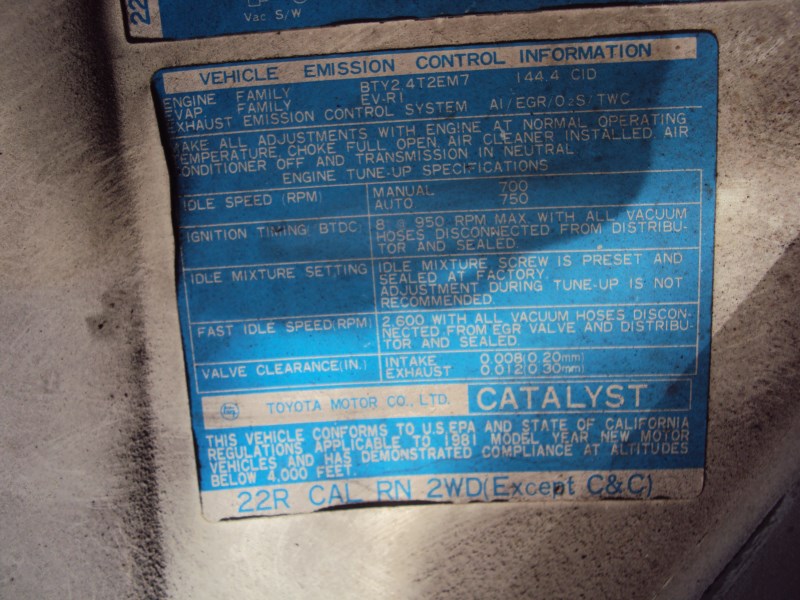 22
Vac S/W
VEHICLE EMISSION CONTROL INFORMATION
ENGINE FAMILY BTY2.4T2EM7 144.4 CID
EVAP FAMILY EV-R1
EXHAUST EMISSION CONTROL SYSTEM AI/EGR/O2S/TWC
MAKE ALL ADJUSTMENTS WITH ENGINE AT NORMAL OPERATING
TEMPERATURE CHOKE FULL OPEN, AIR CLEANER INSTALLED, AIR
CONDITIONER OFF AND TRANSMISSION IN NEUTRAL
ENGINE TUNE-UP SPECIFICATIONS
IDLE SPEED (RPM) MANUAL 700
AUTO 750
IGNITION TIMING( BTDC) 8 @ 950 RPM MAX. WITH ALL VACUUM
HOSES DISCONNECTED FROM DISTRIBU-
TOR AND SEALED.
IDLE MIXTURE SETTING IDLE MIXTURE SCREW IS PRESET AND
SEALED AT FACTORY.
ADJUSTMENT DURING TUNE-UP IS NOT
RECOMMENDED.
FAST IDLE SPEED(RPM) 2,600 WITH ALL VACUUM HOSES DISCON-
NECTED FROM EGR VALVE AND DISTRIBU-
TOR AND SEALED
VALVE CLEARANCE(IN.) INTAKE 0.008(0.20mm)
EXHAUST 0.012(0.30mm)
TOYOTA MOTOR CO., LTD. CATALYST
THIS VEHICLE CONFORMS TO U.S.EPA AND STATE OF CALIFORNIA
REGULATIONS APPLICABLE TO 1981 MODEL YEAR NEW MOTOR
VEHICLES AND HAS DEMONSTRATED COMPLIANCE AT ALTITUDES
BELOW 4,000 FEET.
22R CAL RN 2WD(Except C&C)